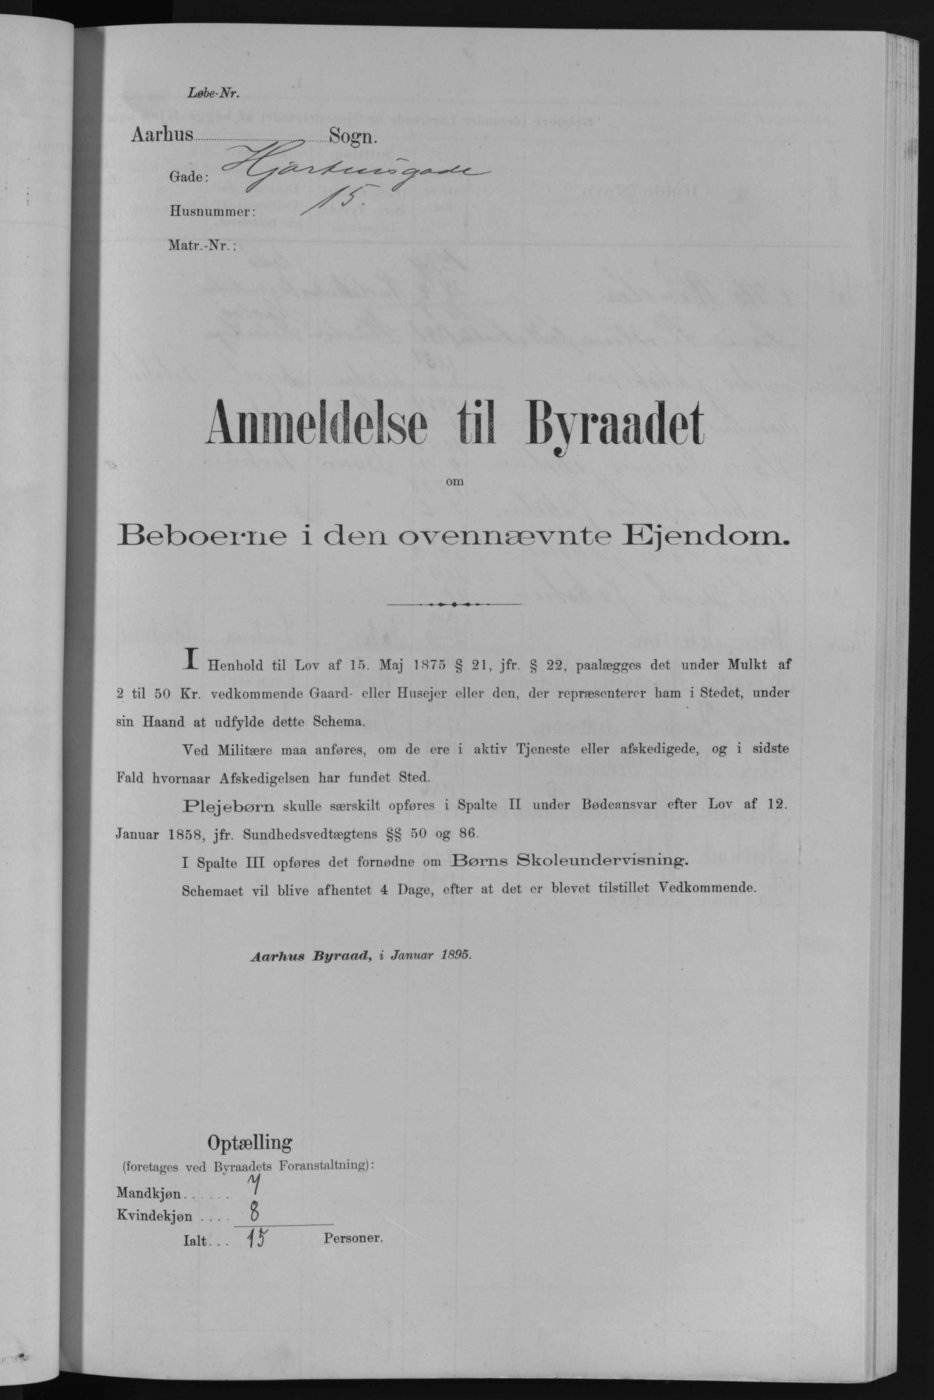 Løbe-Nr.
Aarhus Sogn.
Gade: Hjortensgade
Husnummer: 15.
Matr.-Nr.:
Anmeldelse til Byraadet
om
Beboerne i den ovennævnte Ejendom.
I Henhold til Lov af 15. Maj 1875 § 21, jfr. § 22, paalægges det under Mulkt af
2 til 50 Kr. vedkommende Gaard- eller Husejer eller den, der repræsenterer ham i Stedet, under
sin Haand at udfylde dette Schema.
Ved Militære maa anføres, om de ere i aktiv Tjeneste eller afskedigede, og i sidste
Fald hvornaar Afskedigelsen har fundet Sted.
Plejebørn skulle særskilt opføres i Spalte II under Bødeansvar efter Lov af 12.
Januar 1858, jfr. Sundhedsvedtægtens §§ 50 og 86.
I Spalte III opføres det fornødne om Børns Skoleundervisning.
Schemaet vil blive afhentet 4 Dage, efter at det er blevet tilstillet Vedkommende.
Aarhus Byraad, i Januar 1895.
Optælling
(foretages ved Byraadets Foranstaltning):
Mandkjøn...... 7
Kvindekjøn .... 8
Ialt... 15 Personer.